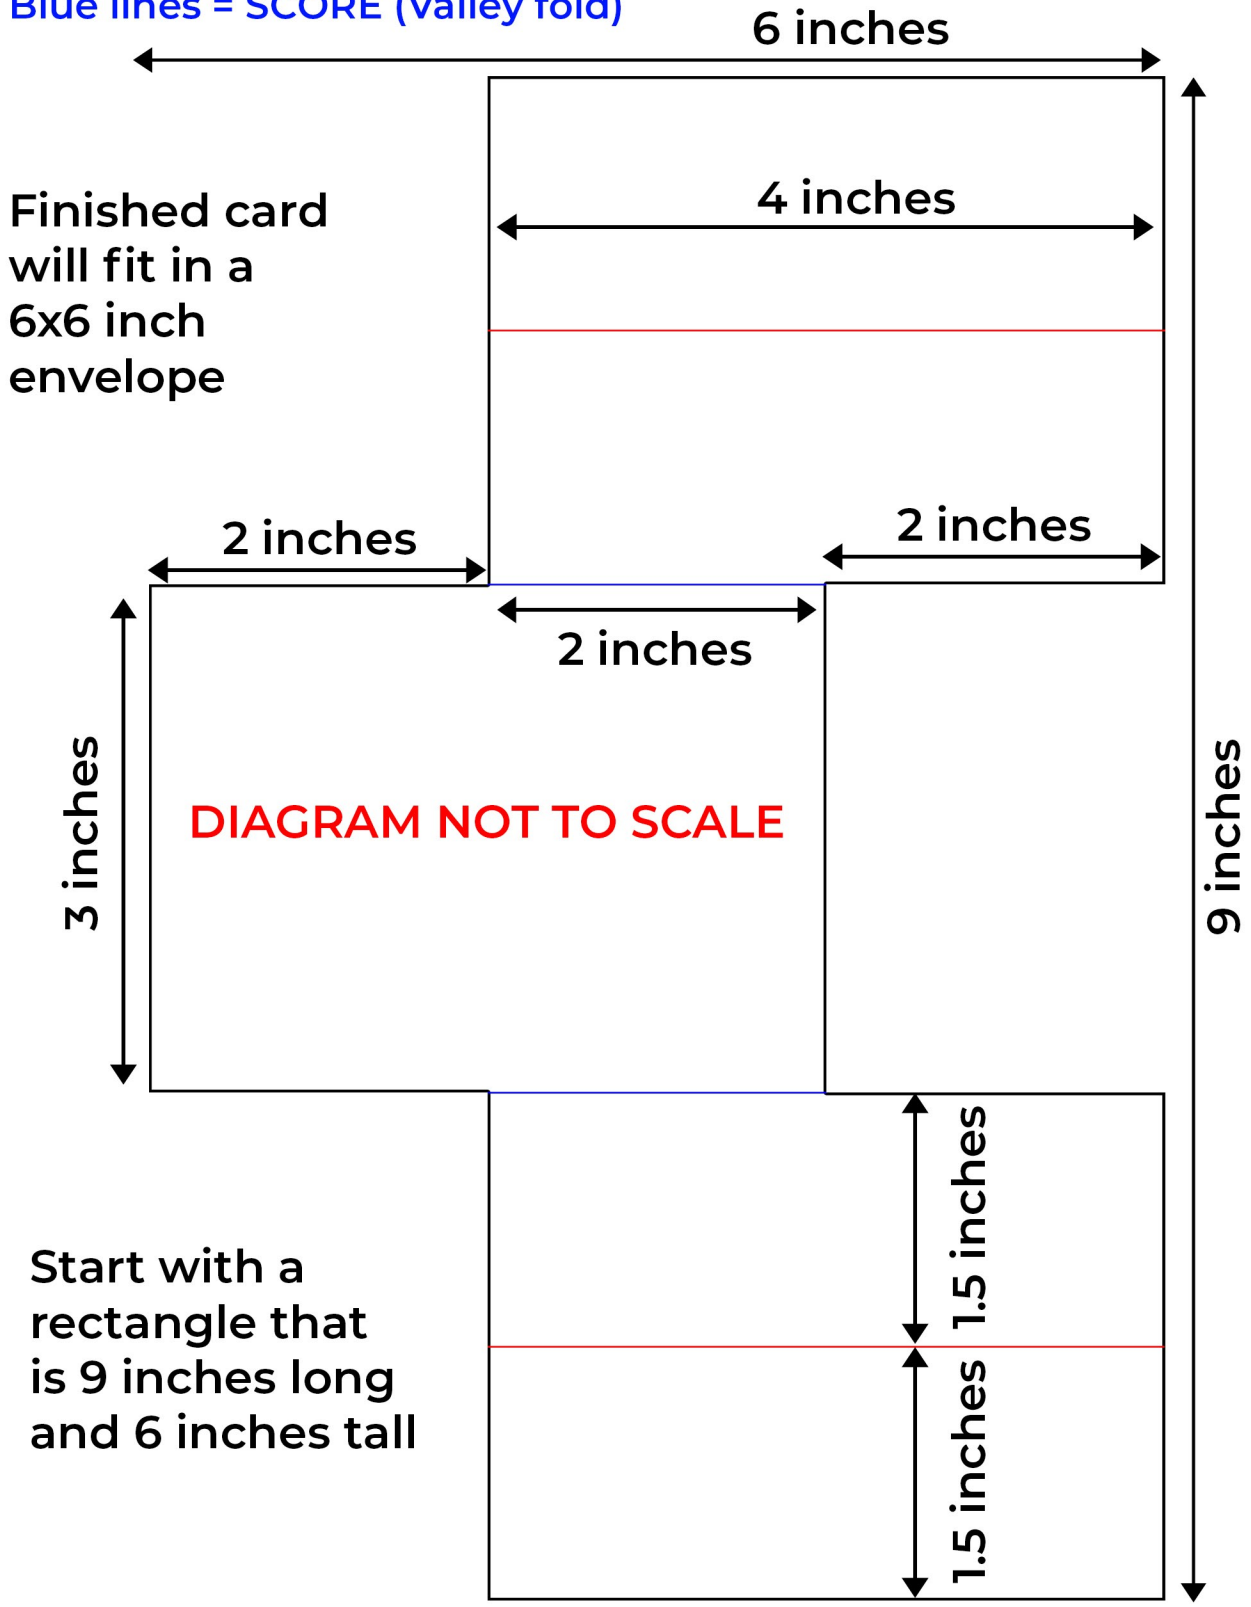 Blue lines = SCORE (Valley fold)
6 inches
4 inches
Finished card
will fit in a
6x6 inch
envelope
2 inches
2 inches
2 inches
3 inches
DIAGRAM NOT TO SCALE
9 inches
1.5 inches
Start with a
rectangle that
is 9 inches long
and 6 inches tall
1.5 inches